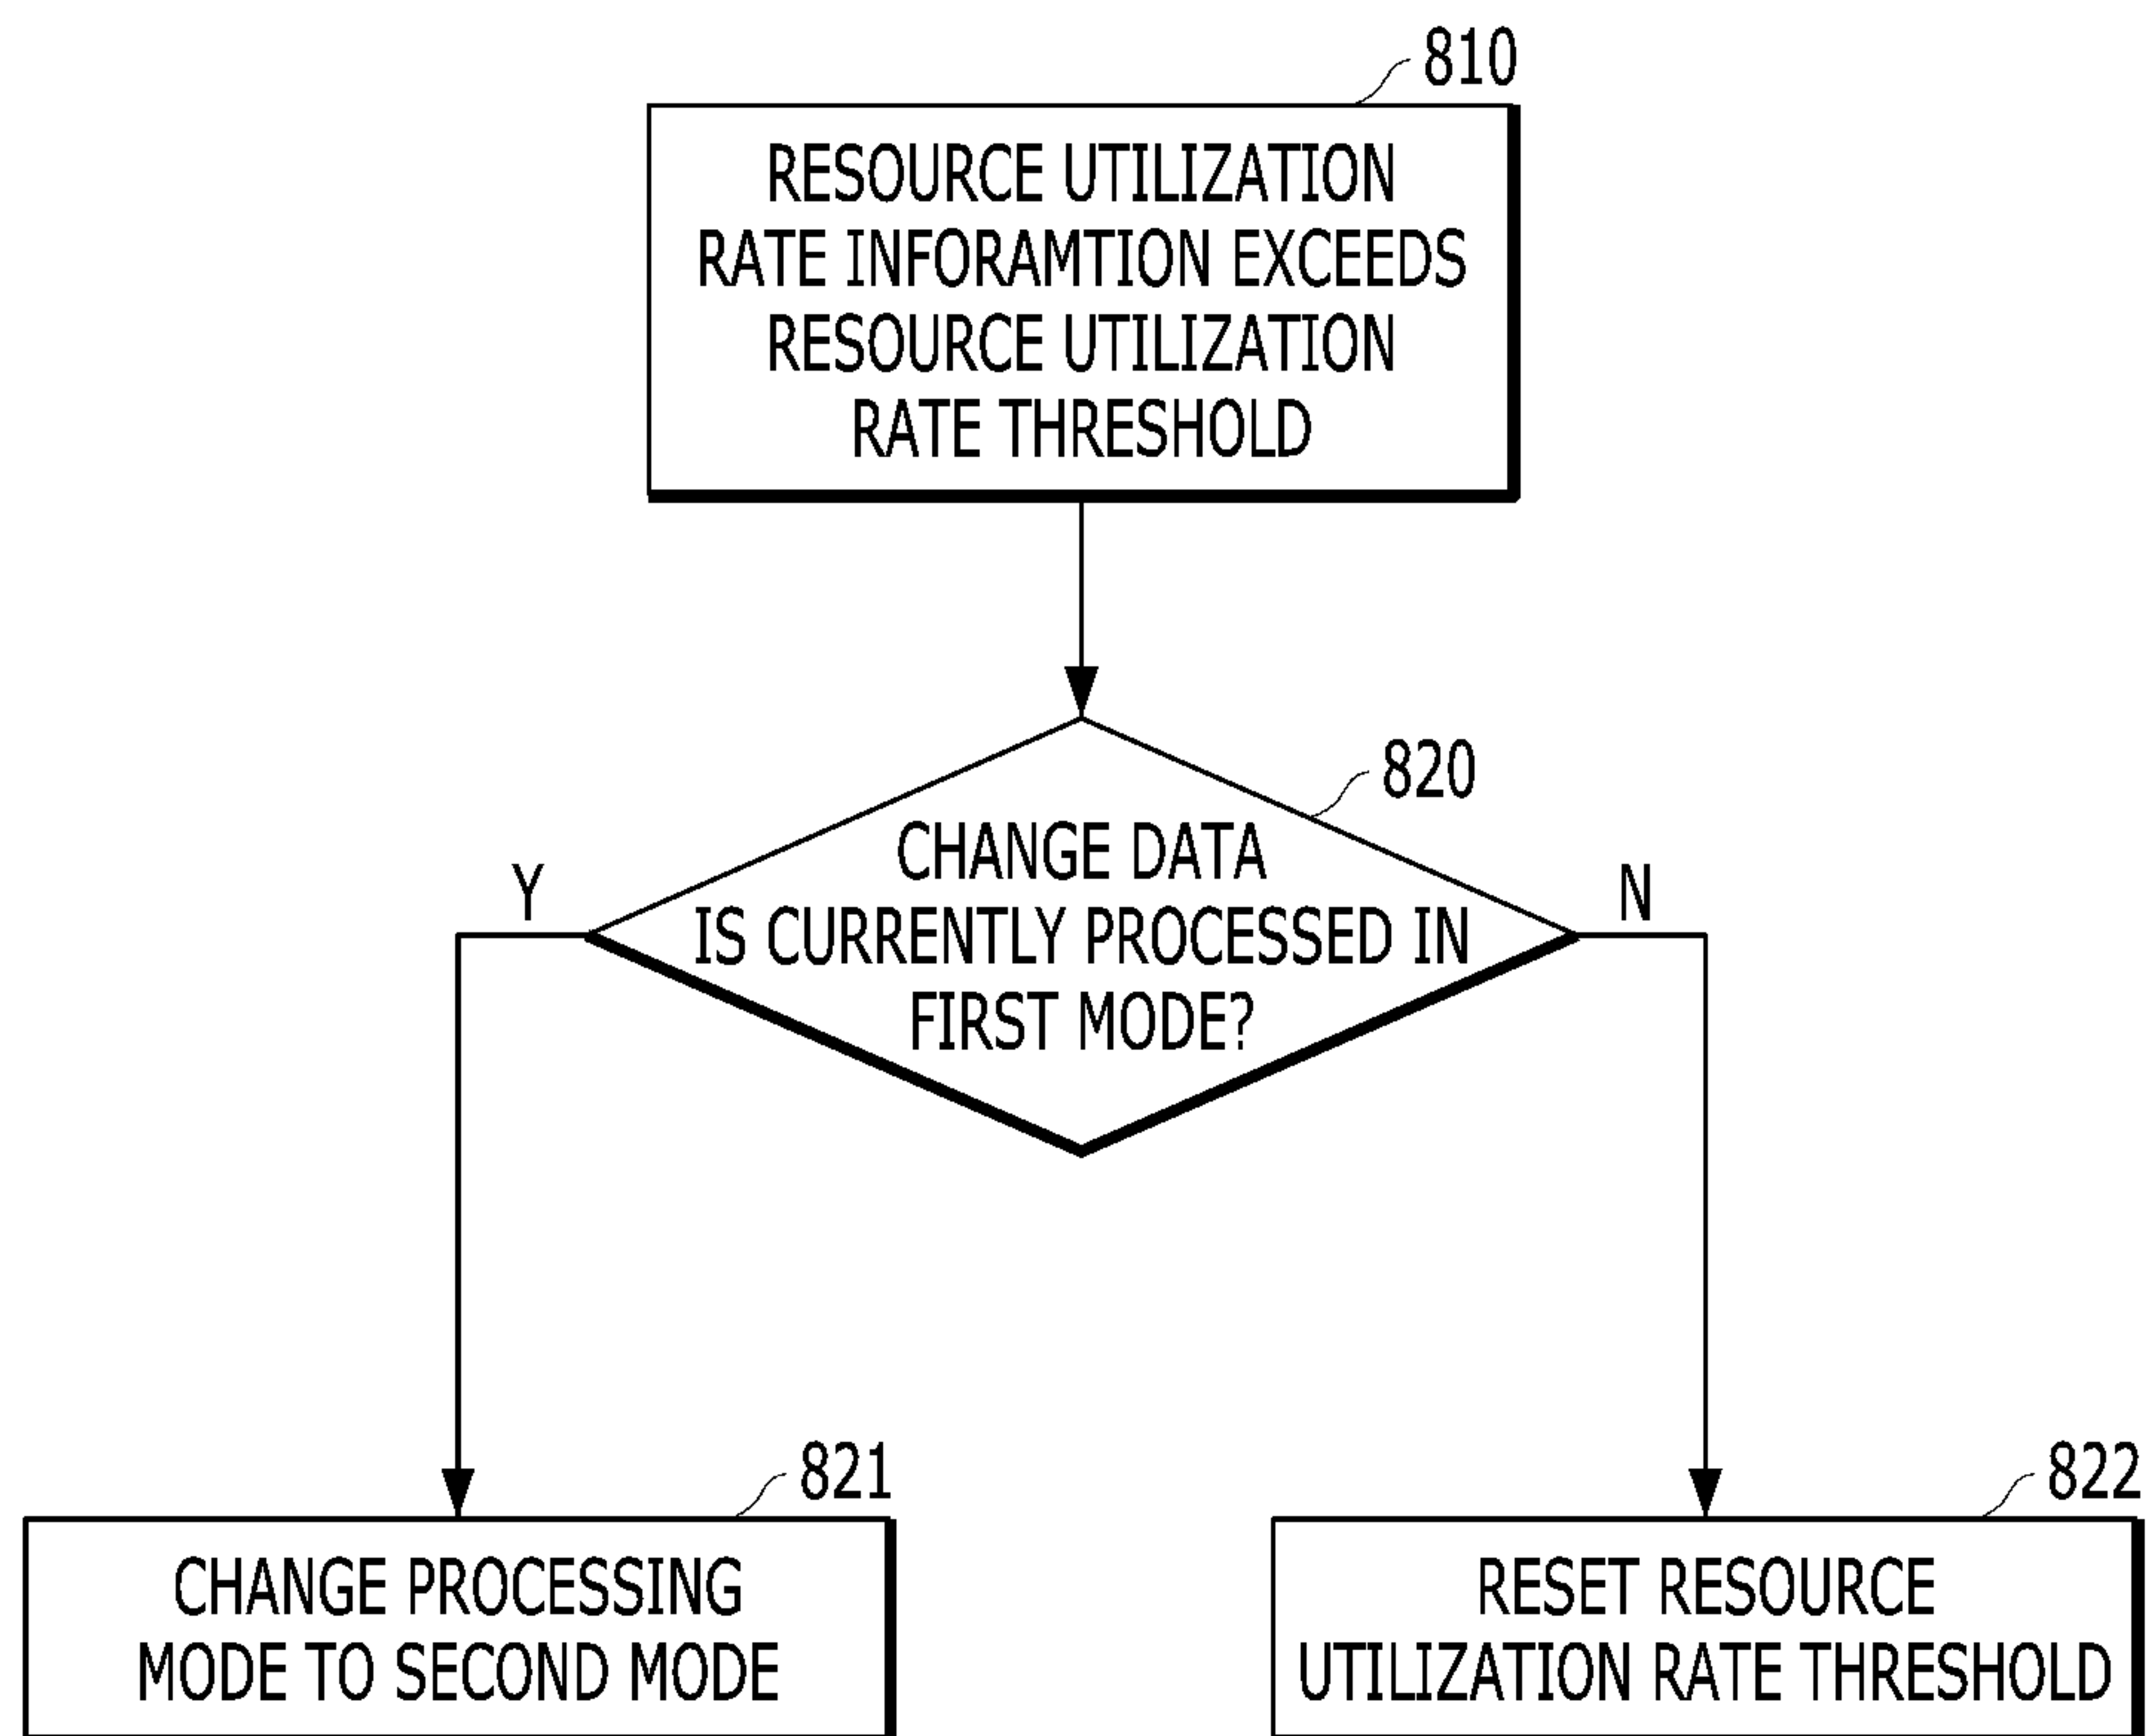 810
RESOURCE UTILIZATION
RATE INFORAMTION EXCEEDS
RESOURCE UTILIZATION
RATE THRESHOLD
820
CHANGE DATA
IS CURRENTLY PROCESSED IN
FIRST MODE?
Y
N
821
CHANGE PROCESSING
MODE TO SECOND MODE
822
RESET RESOURCE
UTILIZATION RATE THRESHOLD